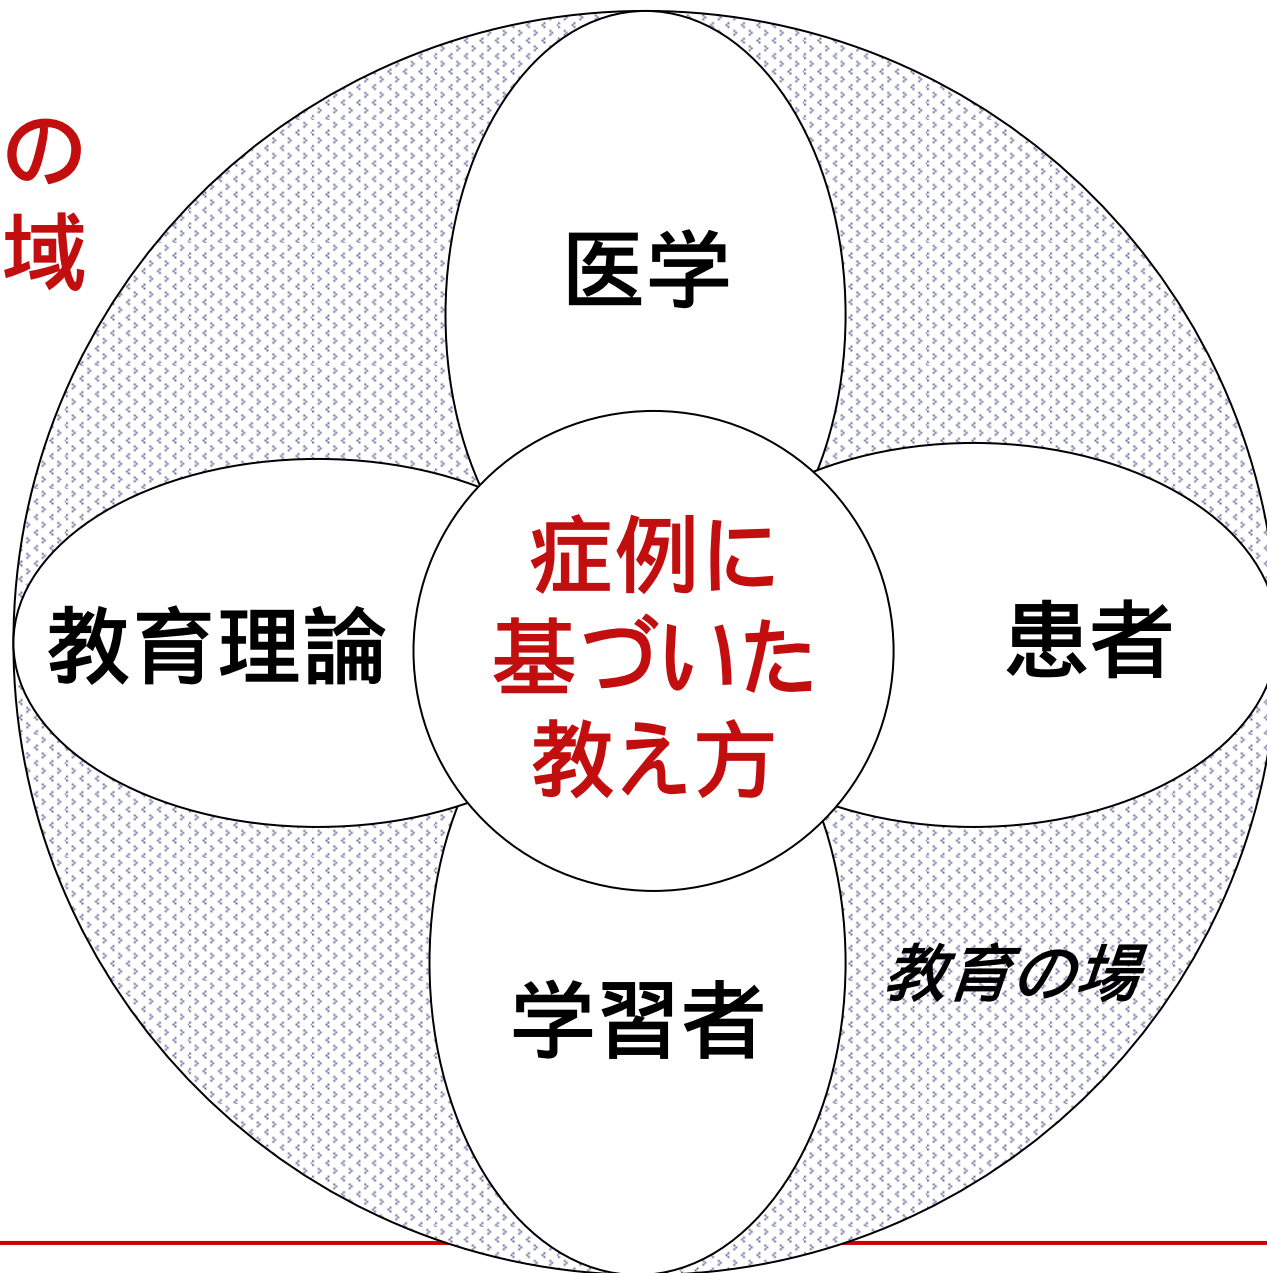 の
域
医学
症例に
基づいた
教え方
教育理論
患者
学習者
教育の場